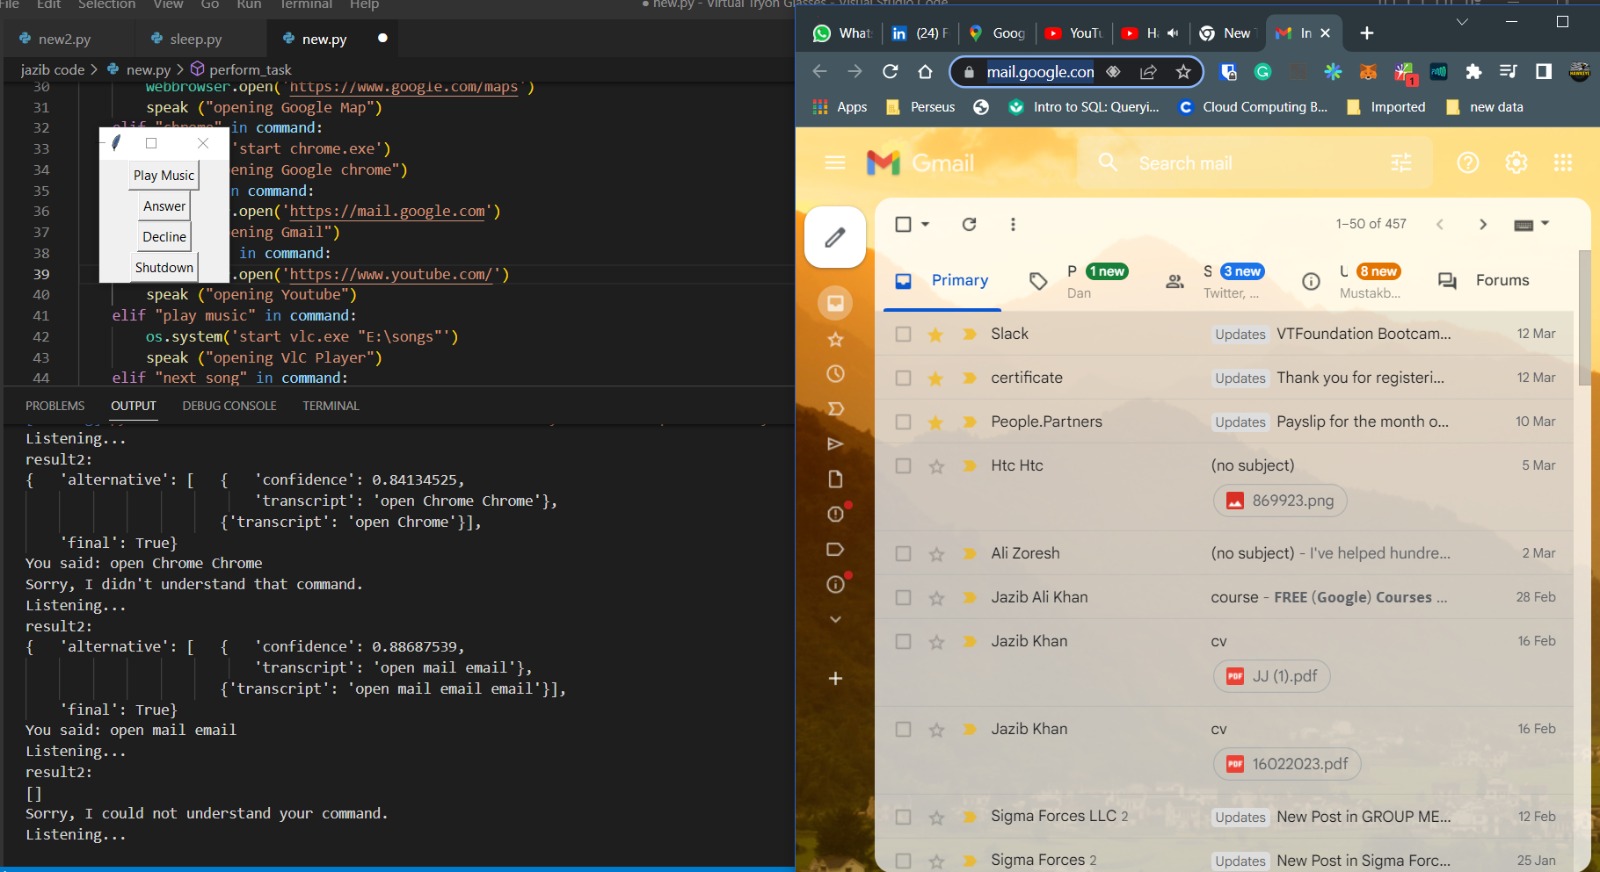 File Edit Selection View Go Run Terminal Help
new.py - Virtual Tryon Glasses - Visual Studio Code
new2.py
sleep.py
new.py
jazib code > new.py > perform_task
30 webbrowser.open('https://www.google.com/maps')
31 speak ("opening Google Map")
32 elif "chrome" in command:
33 'start chrome.exe')
34 ening Google chrome")
35 n command:
36 .open('https://mail.google.com')
37 ening Gmail")
38 in command:
39 .open('https://www.youtube.com/')
40 speak ("opening Youtube")
41 elif "play music" in command:
42 os.system('start vlc.exe "E:\songs"')
43 speak ("opening VlC Player")
44 elif "next song" in command:
Play Music
Answer
Decline
Shutdown
PROBLEMS OUTPUT DEBUG CONSOLE TERMINAL
Listening...
result2:
{ 'alternative': [ { 'confidence': 0.84134525,
'transcript': 'open Chrome Chrome'},
{'transcript': 'open Chrome'}],
'final': True}
You said: open Chrome Chrome
Sorry, I didn't understand that command.
Listening...
result2:
{ 'alternative': [ { 'confidence': 0.88687539,
'transcript': 'open mail email'},
{'transcript': 'open mail email email'}],
'final': True}
You said: open mail email
Listening...
result2:
[]
Sorry, I could not understand your command.
Listening...
What
(24) F
Goog
YouTu
Ha
New
In
mail.google.com
1
Apps
Perseus
Intro to SQL: Queryi...
Cloud Computing B...
Imported
new data
Gmail
Search mail
1–50 of 457
Primary
P 1 new
Dan
S 3 new
Twitter, ...
U 8 new
Mustakb...
Forums
Slack Updates VTFoundation Bootcam... 12 Mar
certificate Updates Thank you for registeri... 12 Mar
People.Partners Updates Payslip for the month o... 10 Mar
Htc Htc (no subject) 5 Mar
869923.png
Ali Zoresh (no subject) - I've helped hundre... 2 Mar
Jazib Ali Khan course - FREE (Google) Courses ... 28 Feb
Jazib Khan cv 16 Feb
PDF JJ (1).pdf
Jazib Khan cv 16 Feb
PDF 16022023.pdf
Sigma Forces LLC 2 Updates New Post in GROUP ME... 12 Feb
Sigma Forces 2 Updates New Post in Sigma Forc... 25 Jan